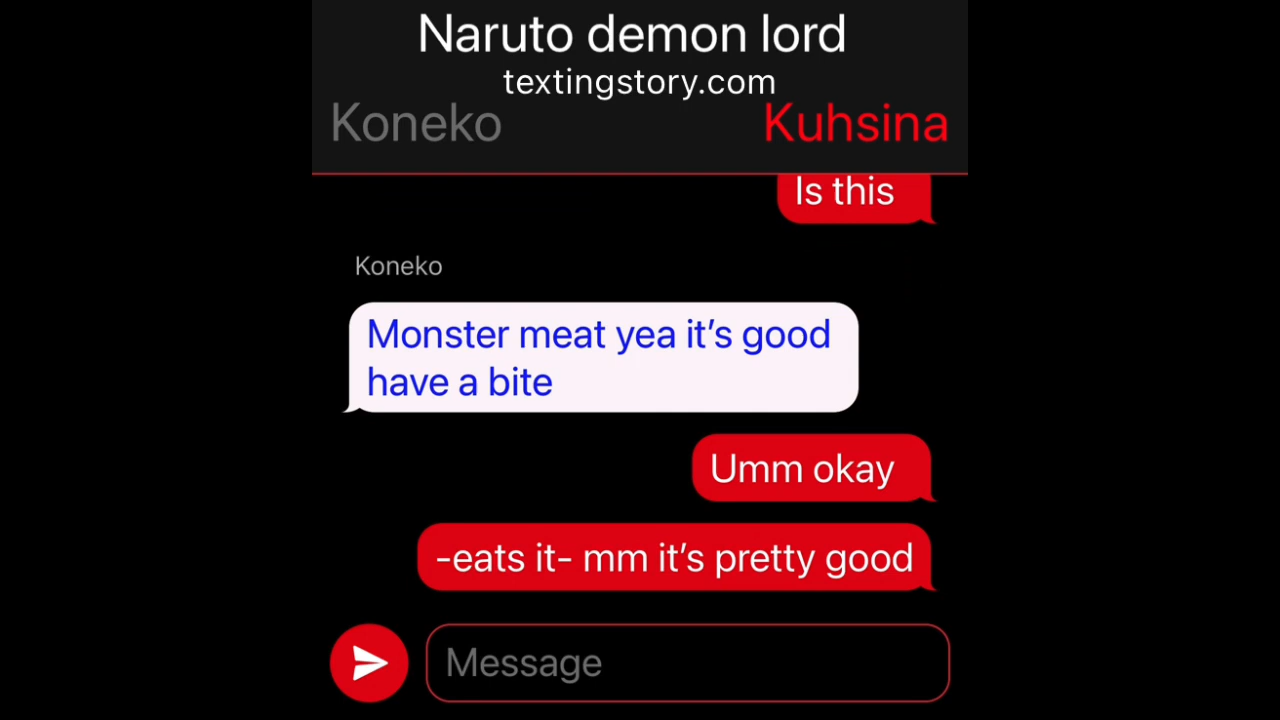 Naruto demon lord
textingstory.com
Koneko
Kuhsina
Is this
Koneko
Monster meat yea it’s good
have a bite
Umm okay
-eats it- mm it’s pretty good
Message